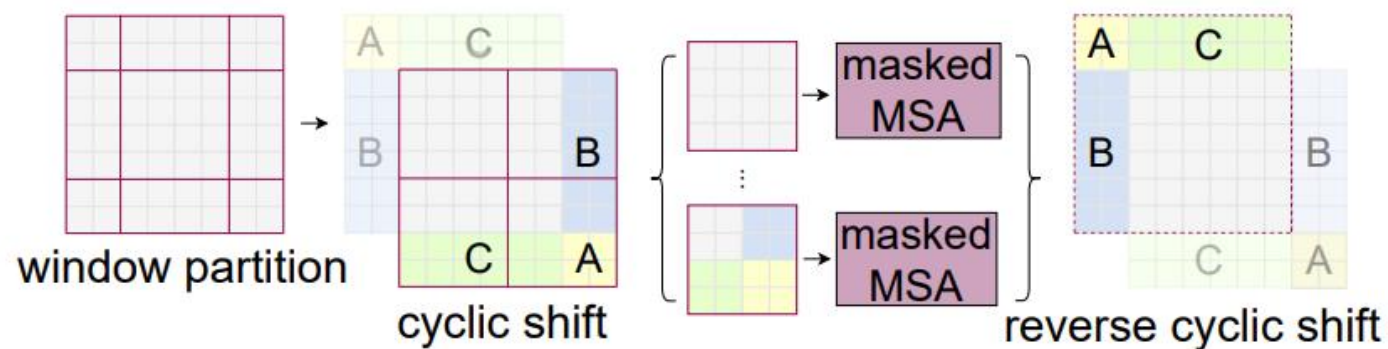 window partition
A
C
B
B
C
A
cyclic shift
masked
MSA
⋮
masked
MSA
A
C
B
B
C
A
reverse cyclic shift